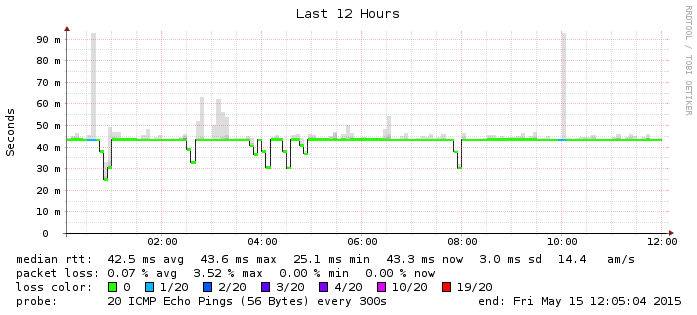 Last 12 Hours
RRDTOOL / TOBI OETIKER
Seconds
90 m
80 m
70 m
60 m
50 m
40 m
30 m
20 m
10 m
0
02:00 04:00 06:00 08:00 10:00 12:00
median rtt: 42.5 ms avg 43.6 ms max 25.1 ms min 43.3 ms now 3.0 ms sd 14.4 am/s
packet loss: 0.07 % avg 3.52 % max 0.00 % min 0.00 % now
loss color: 0 1/20 2/20 3/20 4/20 10/20 19/20
probe: 20 ICMP Echo Pings (56 Bytes) every 300s end: Fri May 15 12:05:04 2015